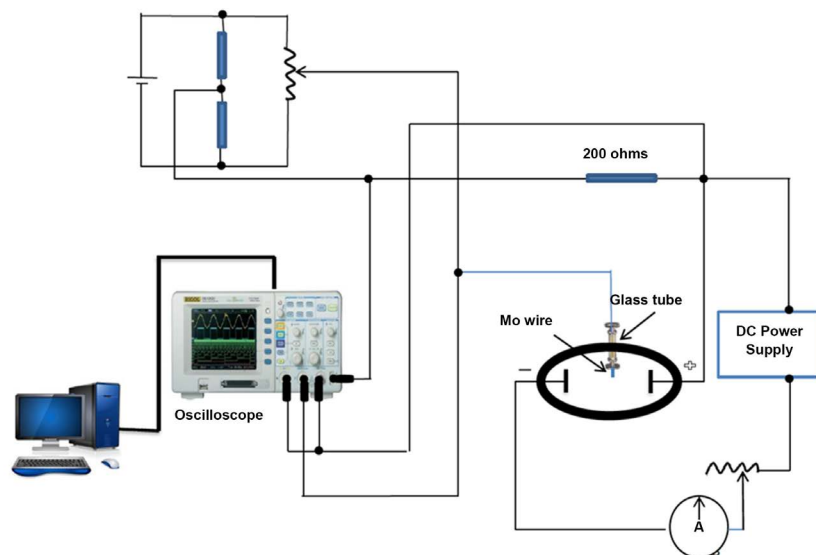 200 ohms
Glass tube
Mo wire
− +
DC Power
Supply
Oscilloscope
A